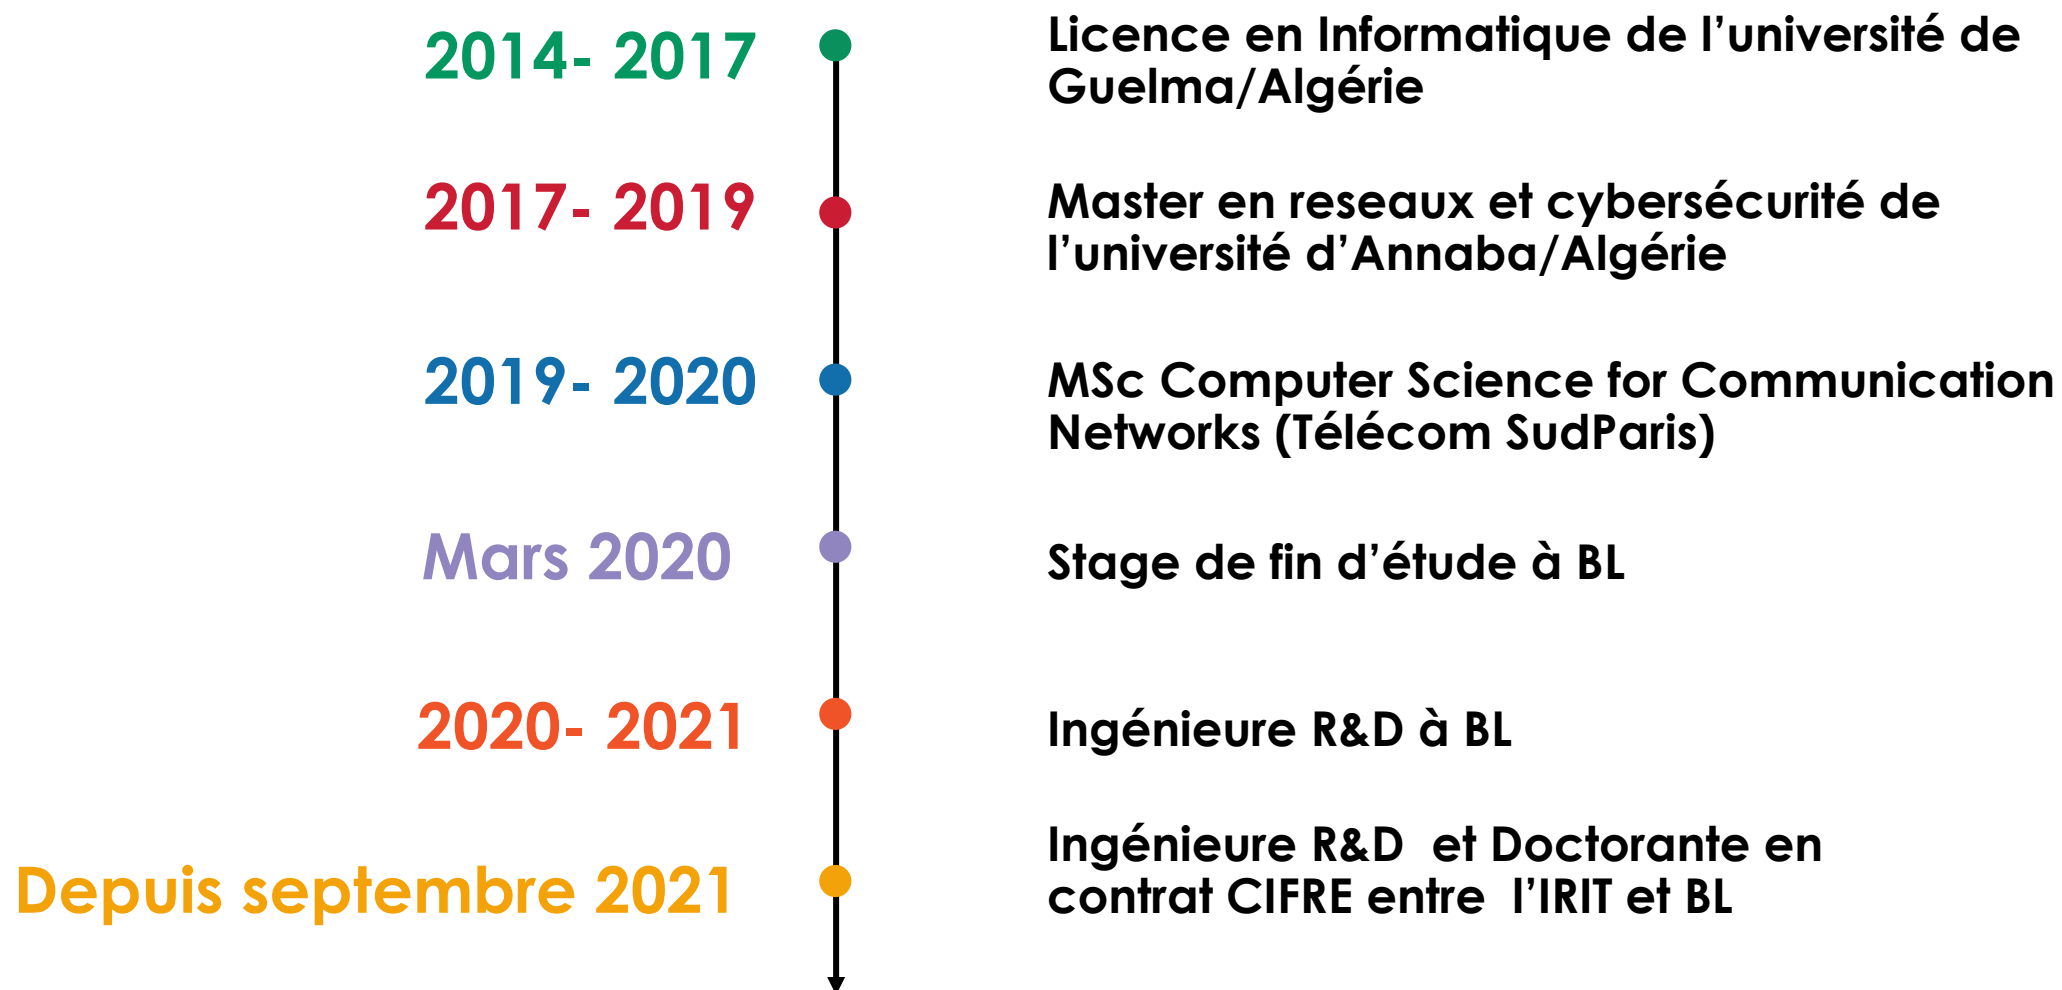 2014- 2017
Licence en Informatique de l’université de
Guelma/Algérie
2017- 2019
Master en reseaux et cybersécurité de
l’université d’Annaba/Algérie
2019- 2020
MSc Computer Science for Communication
Networks (Télécom SudParis)
Mars 2020
Stage de fin d’étude à BL
2020- 2021
Ingénieure R&D à BL
Depuis septembre 2021
Ingénieure R&D  et Doctorante en
contrat CIFRE entre  l’IRIT et BL